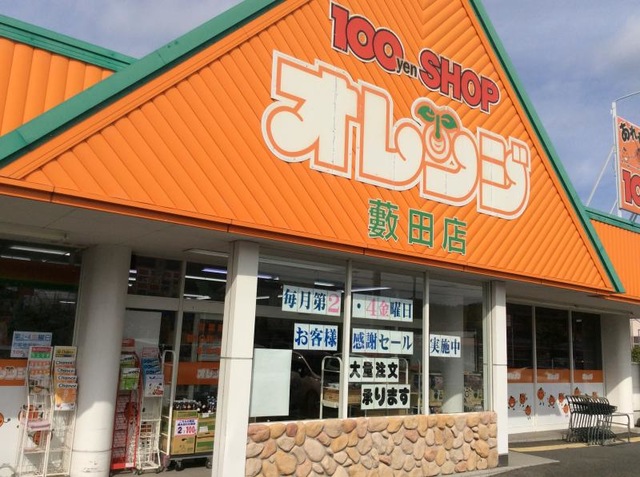 100yen SHOP
オレンジ
藪田店
毎月第2・4金曜日
お客様 感謝セール 実施中
大量注文
承ります